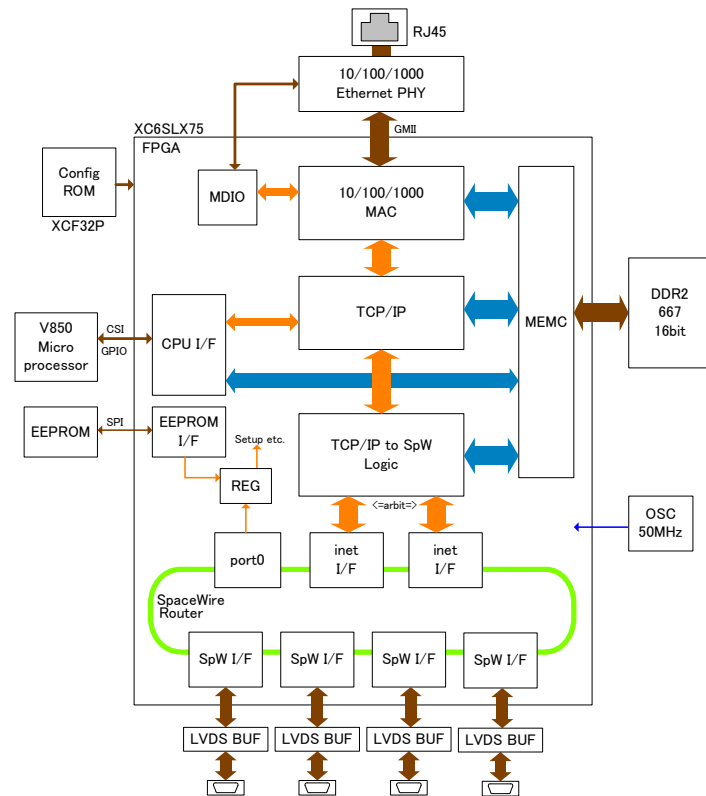 RJ45
10/100/1000
Ethernet PHY
XC6SLX75
GMII
FPGA
Config
ROM
XCF32P
MDIO
10/100/1000
MAC
MEMC
DDR2
667
16bit
V850
Micro
processor
CSI
GPIO
CPU I/F
TCP/IP
EEPROM
SPI
EEPROM
I/F
Setup etc.
REG
TCP/IP to SpW
Logic
<=arbit=>
OSC
50MHz
port0
inet
I/F
inet
I/F
SpaceWire
Router
SpW I/F
SpW I/F
SpW I/F
SpW I/F
LVDS BUF
LVDS BUF
LVDS BUF
LVDS BUF